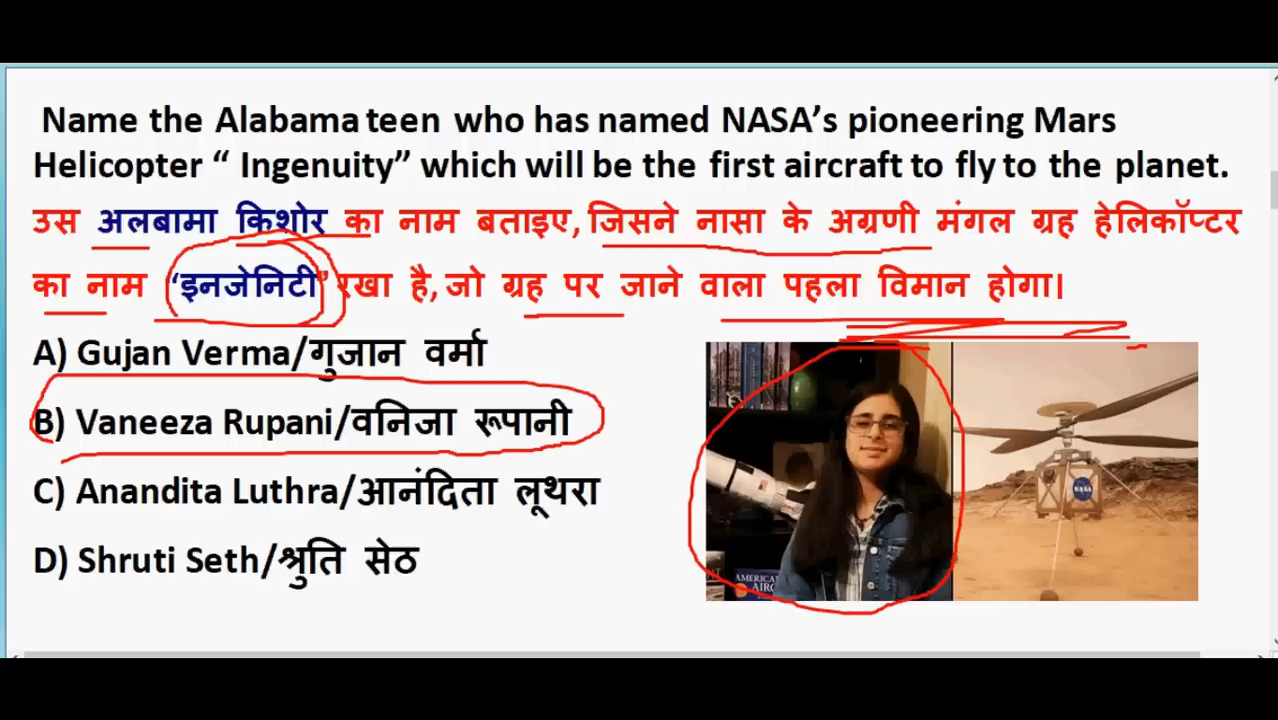 Name the Alabama teen who has named NASA’s pioneering Mars
Helicopter “ Ingenuity” which will be the first aircraft to fly to the planet.
उस अलबामा किशोर का नाम बताइए, जिसने नासा के अग्रणी मंगल ग्रह हेलिकॉप्टर
का नाम ‘इनजेनिटी” रखा है, जो ग्रह पर जाने वाला पहला विमान होगा।
A) Gujan Verma/गुजान वर्मा
B) Vaneeza Rupani/वनिजा रूपानी
C) Anandita Luthra/आनंदिता लूथरा
D) Shruti Seth/श्रुति सेठ
AMERICAN
NASA